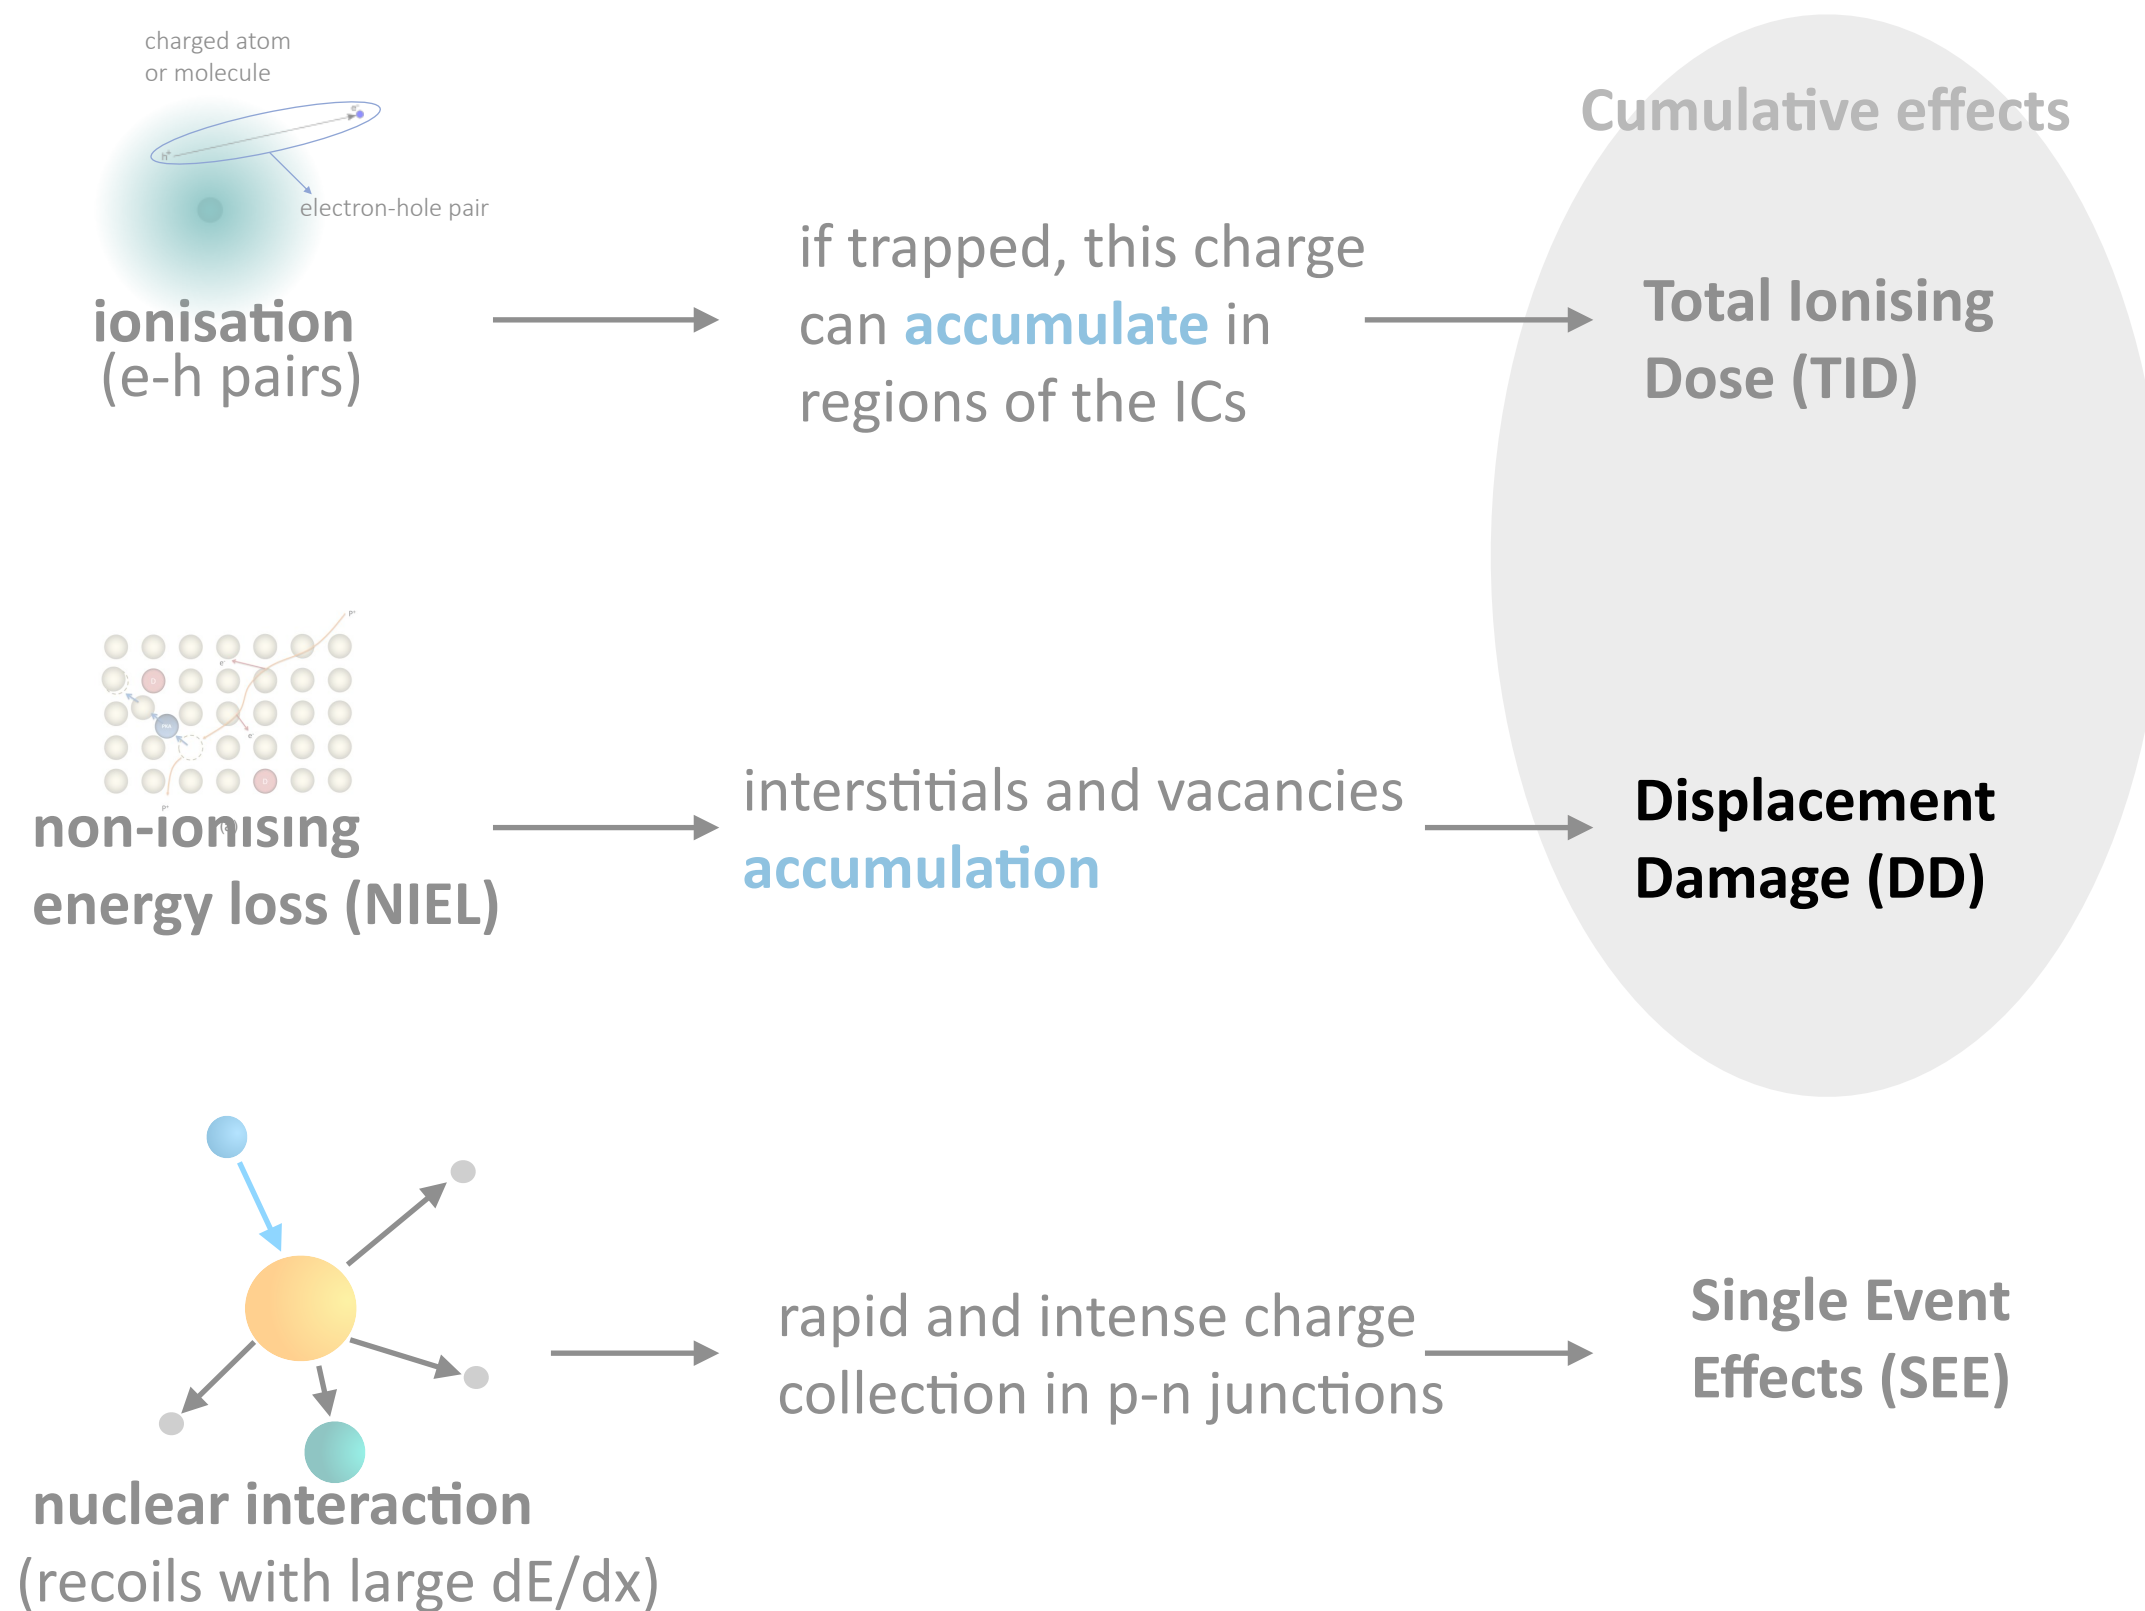 charged atom
or molecule
e-
h+
electron-hole pair
ionisation
(e-h pairs)
if trapped, this charge
can accumulate in
regions of the ICs
Cumulative effects
Total Ionising
Dose (TID)
non-ionising
energy loss (NIEL)
interstitials and vacancies
accumulation
Displacement
Damage (DD)
nuclear interaction
(recoils with large dE/dx)
rapid and intense charge
collection in p-n junctions
Single Event
Effects (SEE)